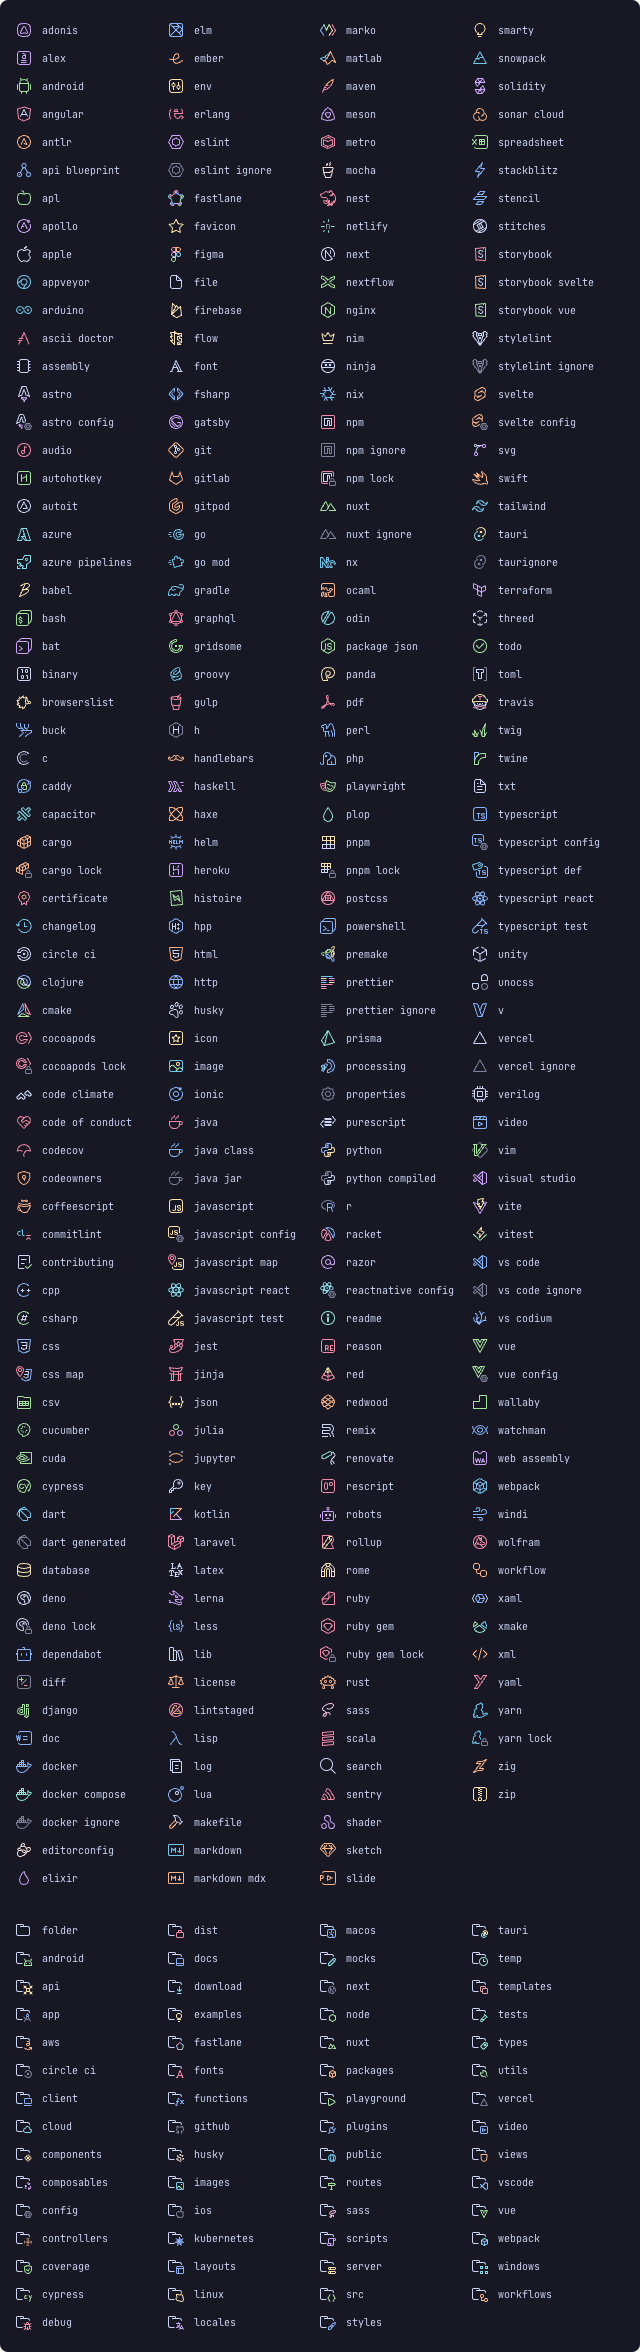 adonis
alex
android
angular
antlr
api blueprint
apl
apollo
apple
appveyor
arduino
ascii doctor
assembly
astro
astro config
audio
autohotkey
autoit
azure
azure pipelines
babel
bash
bat
binary
browserslist
buck
c
caddy
capacitor
cargo
cargo lock
certificate
changelog
circle ci
clojure
cmake
cocoapods
cocoapods lock
code climate
code of conduct
codecov
codeowners
coffeescript
commitlint
contributing
cpp
csharp
css
css map
csv
cucumber
cuda
cypress
dart
dart generated
database
deno
deno lock
dependabot
diff
django
doc
docker
docker compose
docker ignore
editorconfig
elixir
elm
ember
env
erlang
eslint
eslint ignore
fastlane
favicon
figma
file
firebase
flow
font
fsharp
gatsby
git
gitlab
gitpod
go
go mod
gradle
graphql
gridsome
groovy
gulp
h
handlebars
haskell
haxe
helm
heroku
histoire
hpp
html
http
husky
icon
image
ionic
java
java class
java jar
javascript
javascript config
javascript map
javascript react
javascript test
jest
jinja
json
julia
jupyter
key
kotlin
laravel
latex
lerna
less
lib
license
lintstaged
lisp
log
lua
makefile
markdown
markdown mdx
marko
matlab
maven
meson
metro
mocha
nest
netlify
next
nextflow
nginx
nim
ninja
nix
npm
npm ignore
npm lock
nuxt
nuxt ignore
nx
ocaml
odin
package json
panda
pdf
perl
php
playwright
plop
pnpm
pnpm lock
postcss
powershell
premake
prettier
prettier ignore
prisma
processing
properties
purescript
python
python compiled
r
racket
razor
reactnative config
readme
reason
red
redwood
remix
renovate
rescript
robots
rollup
rome
ruby
ruby gem
ruby gem lock
rust
sass
scala
search
sentry
shader
sketch
slide
smarty
snowpack
solidity
sonar cloud
spreadsheet
stackblitz
stencil
stitches
storybook
storybook svelte
storybook vue
stylelint
stylelint ignore
svelte
svelte config
svg
swift
tailwind
tauri
taurignore
terraform
threed
todo
toml
travis
twig
twine
txt
typescript
typescript config
typescript def
typescript react
typescript test
unity
unocss
v
vercel
vercel ignore
verilog
video
vim
visual studio
vite
vitest
vs code
vs code ignore
vs codium
vue
vue config
wallaby
watchman
web assembly
webpack
windi
wolfram
workflow
xaml
xmake
xml
yaml
yarn
yarn lock
zig
zip
folder
android
api
app
aws
circle ci
client
cloud
components
composables
config
controllers
coverage
cypress
debug
dist
docs
download
examples
fastlane
fonts
functions
github
husky
images
ios
kubernetes
layouts
linux
locales
macos
mocks
next
node
nuxt
packages
playground
plugins
public
routes
sass
scripts
server
src
styles
tauri
temp
templates
tests
types
utils
vercel
video
views
vscode
vue
webpack
windows
workflows